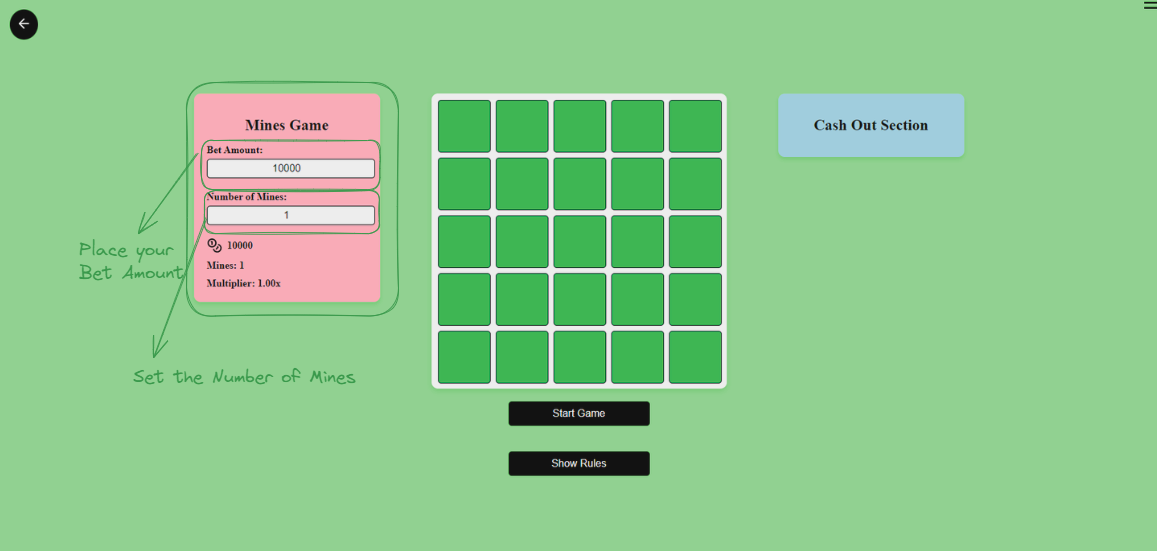 Mines Game
Bet Amount:
10000
Number of Mines:
1
10000
Mines: 1
Multiplier: 1.00x
Place your
Bet Amount
Set the Number of Mines
Start Game
Show Rules
Cash Out Section